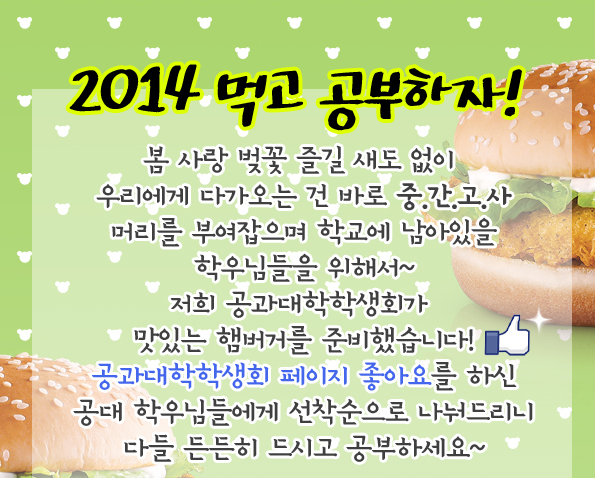 2014 먹고 공부하자!
봄 사랑 벚꽃 즐길 새도 없이
우리에게 다가오는 건 바로 중.간.고.사
머리를 부여잡으며 학교에 남아있을
학우님들을 위해서~
저희 공과대학학생회가
맛있는 햄버거를 준비했습니다!
공과대학학생회 페이지 좋아요를 하신
공대 학우님들에게 선착순으로 나눠드리니
다들 든든히 드시고 공부하세요~